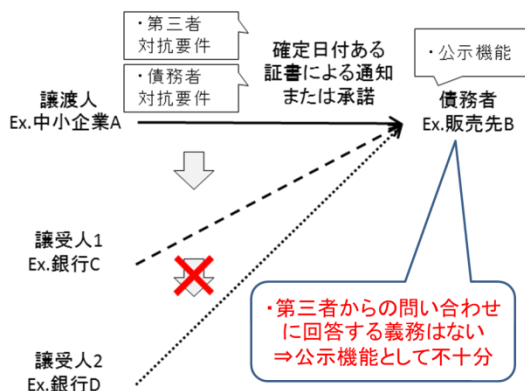 ・第三者
対抗要件
・債務者
対抗要件
確定日付ある
証書による通知
または承諾
・公示機能
譲渡人
Ex.中小企業A
債務者
Ex.販売先B
譲受人1
Ex.銀行C
・第三者からの問い合わせ
に回答する義務はない
⇒公示機能として不十分
譲受人2
Ex.銀行D